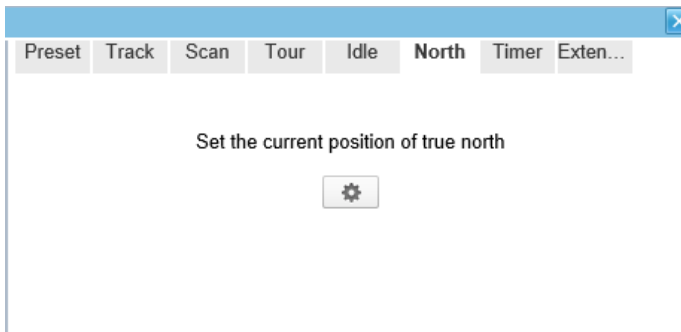 Preset Track Scan Tour Idle North Timer Exten...
Set the current position of true north